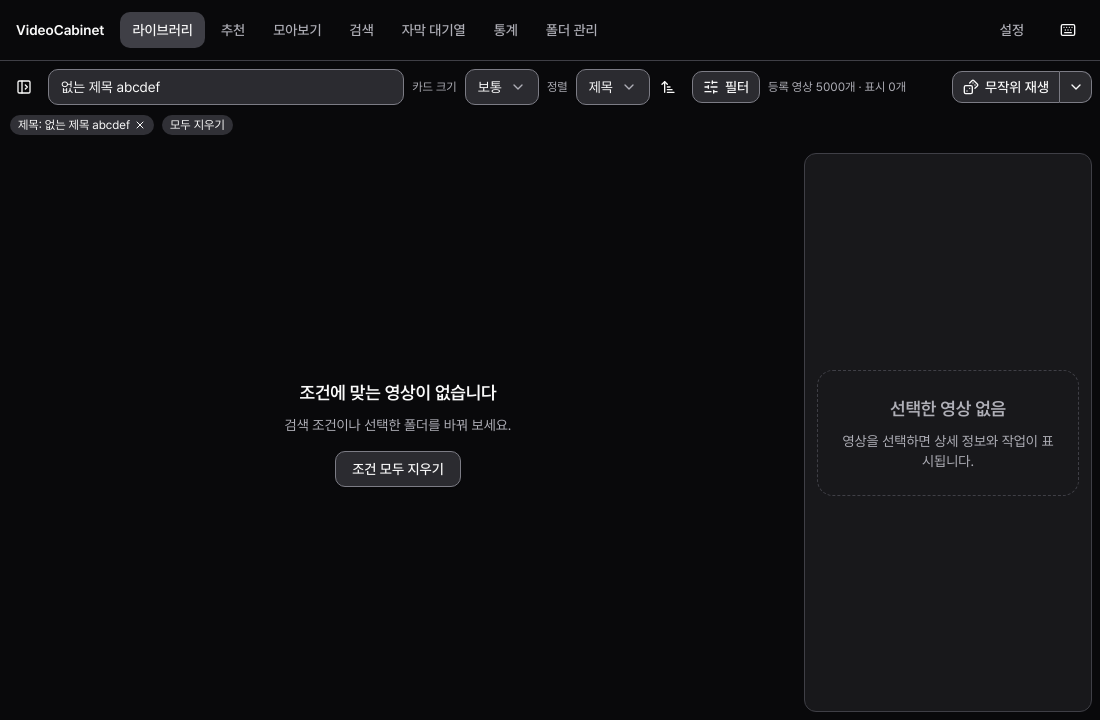 VideoCabinet 라이브러리 추천 모아보기 검색 자막 대기열 통계 폴더 관리 설정
없는 제목 abcdef 카드 크기 보통 정렬 제목 필터 등록 영상 5000개 · 표시 0개 무작위 재생
제목: 없는 제목 abcdef 모두 지우기
조건에 맞는 영상이 없습니다
검색 조건이나 선택한 폴더를 바꿔 보세요.
조건 모두 지우기
선택한 영상 없음
영상을 선택하면 상세 정보와 작업이 표
시됩니다.